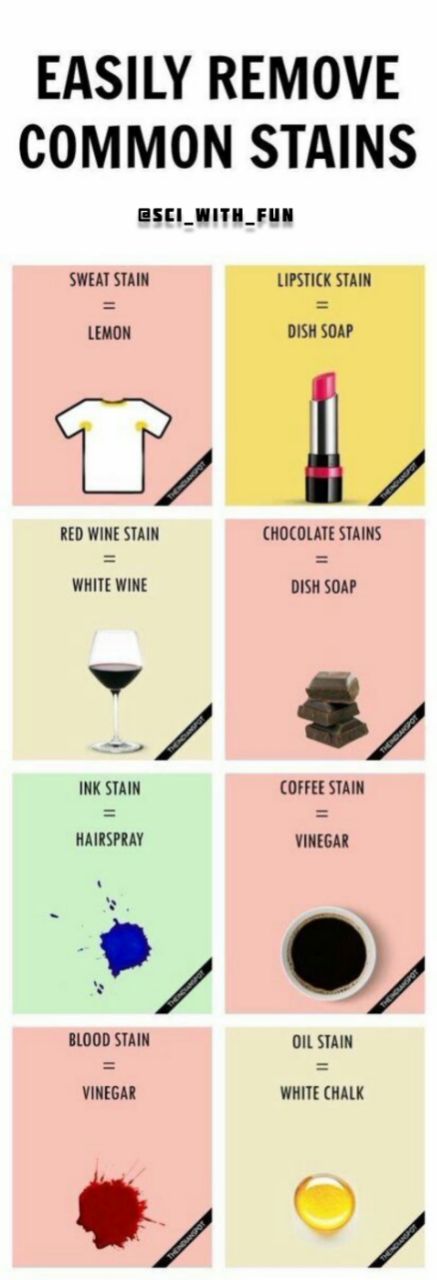 EASILY REMOVE
COMMON STAINS
@SCI_WITH_FUN
SWEAT STAIN
=
LEMON
THEINDIANSPOT
LIPSTICK STAIN
=
DISH SOAP
THEINDIANSPOT
RED WINE STAIN
=
WHITE WINE
THEINDIANSPOT
CHOCOLATE STAINS
=
DISH SOAP
THEINDIANSPOT
INK STAIN
=
HAIRSPRAY
THEINDIANSPOT
COFFEE STAIN
=
VINEGAR
THEINDIANSPOT
BLOOD STAIN
=
VINEGAR
THEINDIANSPOT
OIL STAIN
=
WHITE CHALK
THEINDIANSPOT